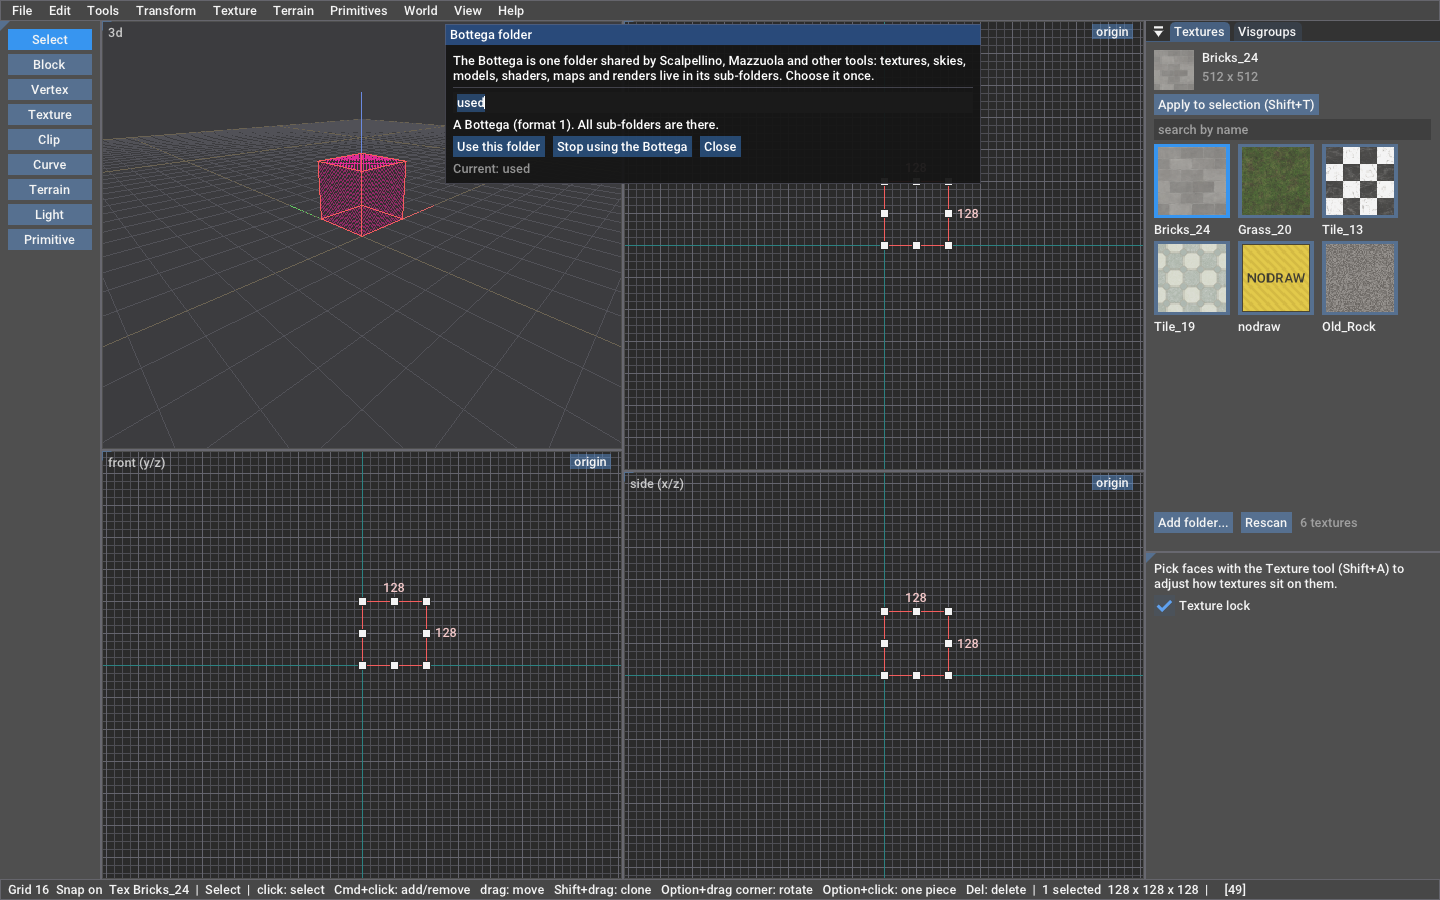 File Edit Tools Transform Texture Terrain Primitives World View Help
Select
Block
Vertex
Texture
Clip
Curve
Terrain
Light
Primitive
3d
Bottega folder
The Bottega is one folder shared by Scalpellino, Mazzuola and other tools: textures, skies,
models, shaders, maps and renders live in its sub-folders. Choose it once.
used
A Bottega (format 1). All sub-folders are there.
Use this folder Stop using the Bottega Close
Current: used
128
128
origin
front (y/z)
origin
128
128
side (x/z)
origin
128
128
Textures Visgroups
Bricks_24
512 x 512
Apply to selection (Shift+T)
search by name
Bricks_24 Grass_20 Tile_13
NODRAW
Tile_19 nodraw Old_Rock
Add folder... Rescan 6 textures
Pick faces with the Texture tool (Shift+A) to
adjust how textures sit on them.
Texture lock
Grid 16 Snap on Tex Bricks_24 | Select | click: select Cmd+click: add/remove drag: move Shift+drag: clone Option+drag corner: rotate Option+click: one piece Del: delete | 1 selected 128 x 128 x 128 | [49]